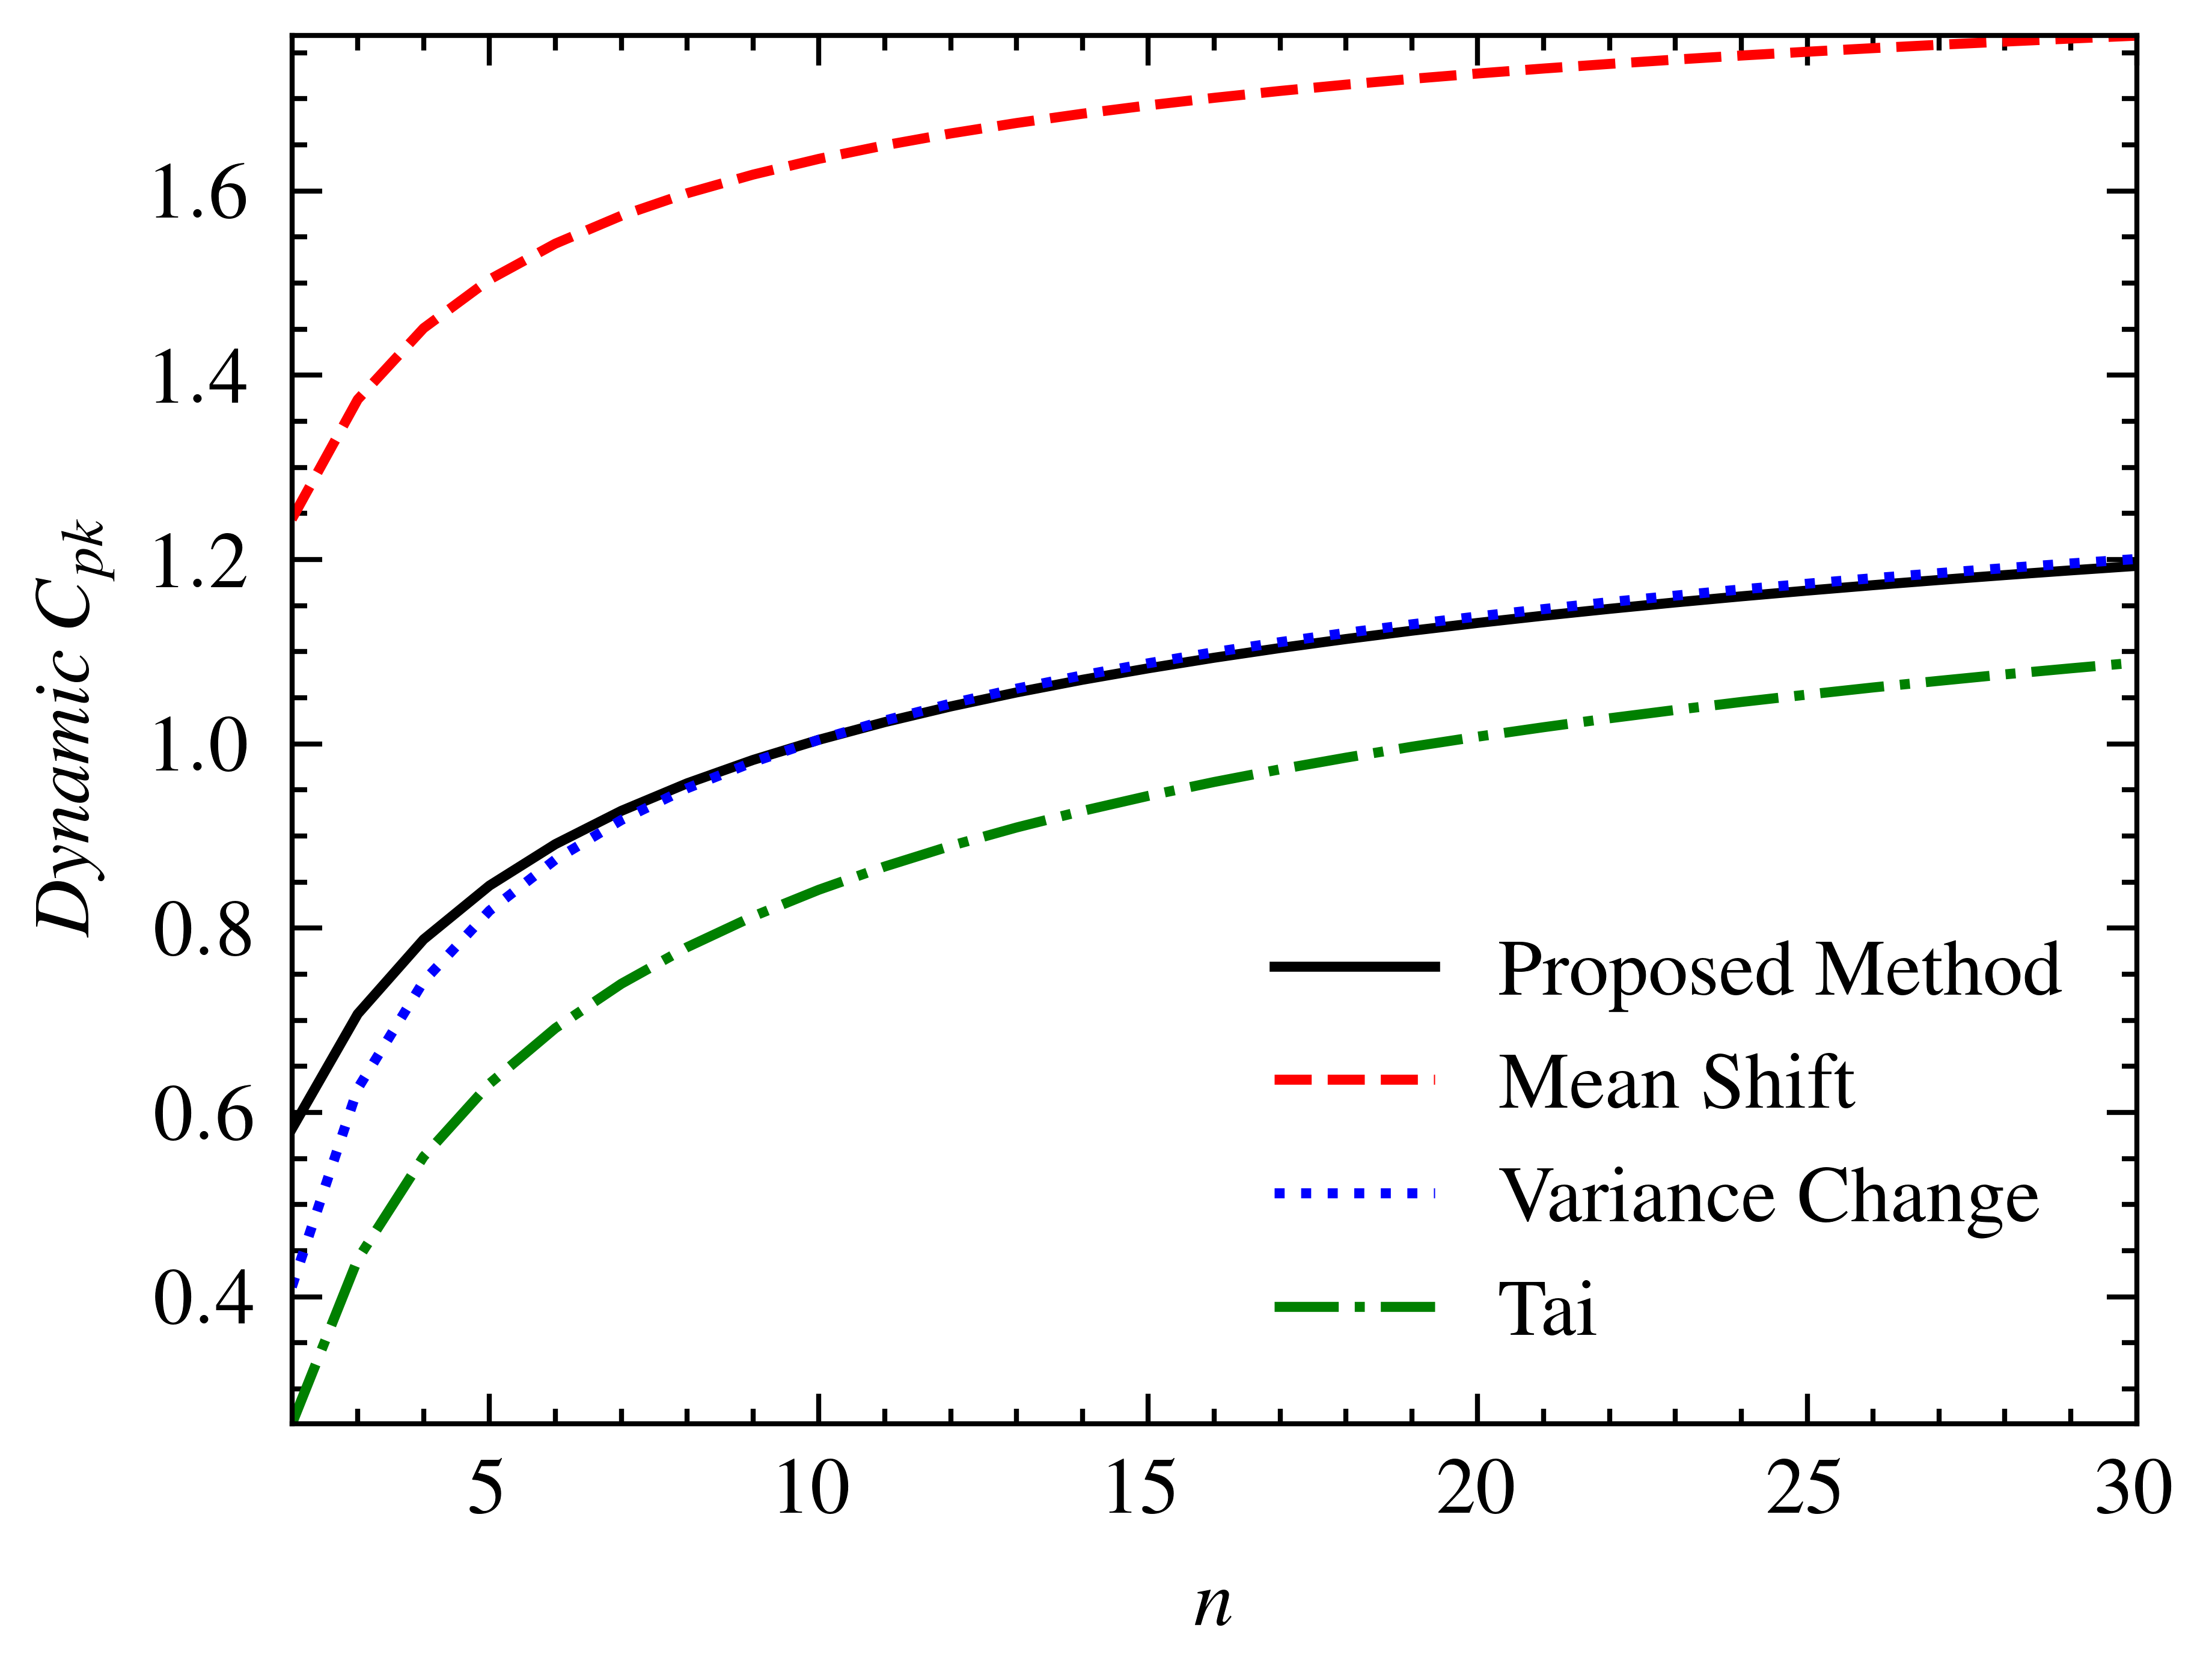 Dynamic Cpk
1.6
1.4
1.2
1.0
0.8
0.6
0.4
Proposed Method
Mean Shift
Variance Change
Tai
5 10 15 20 25 30
n